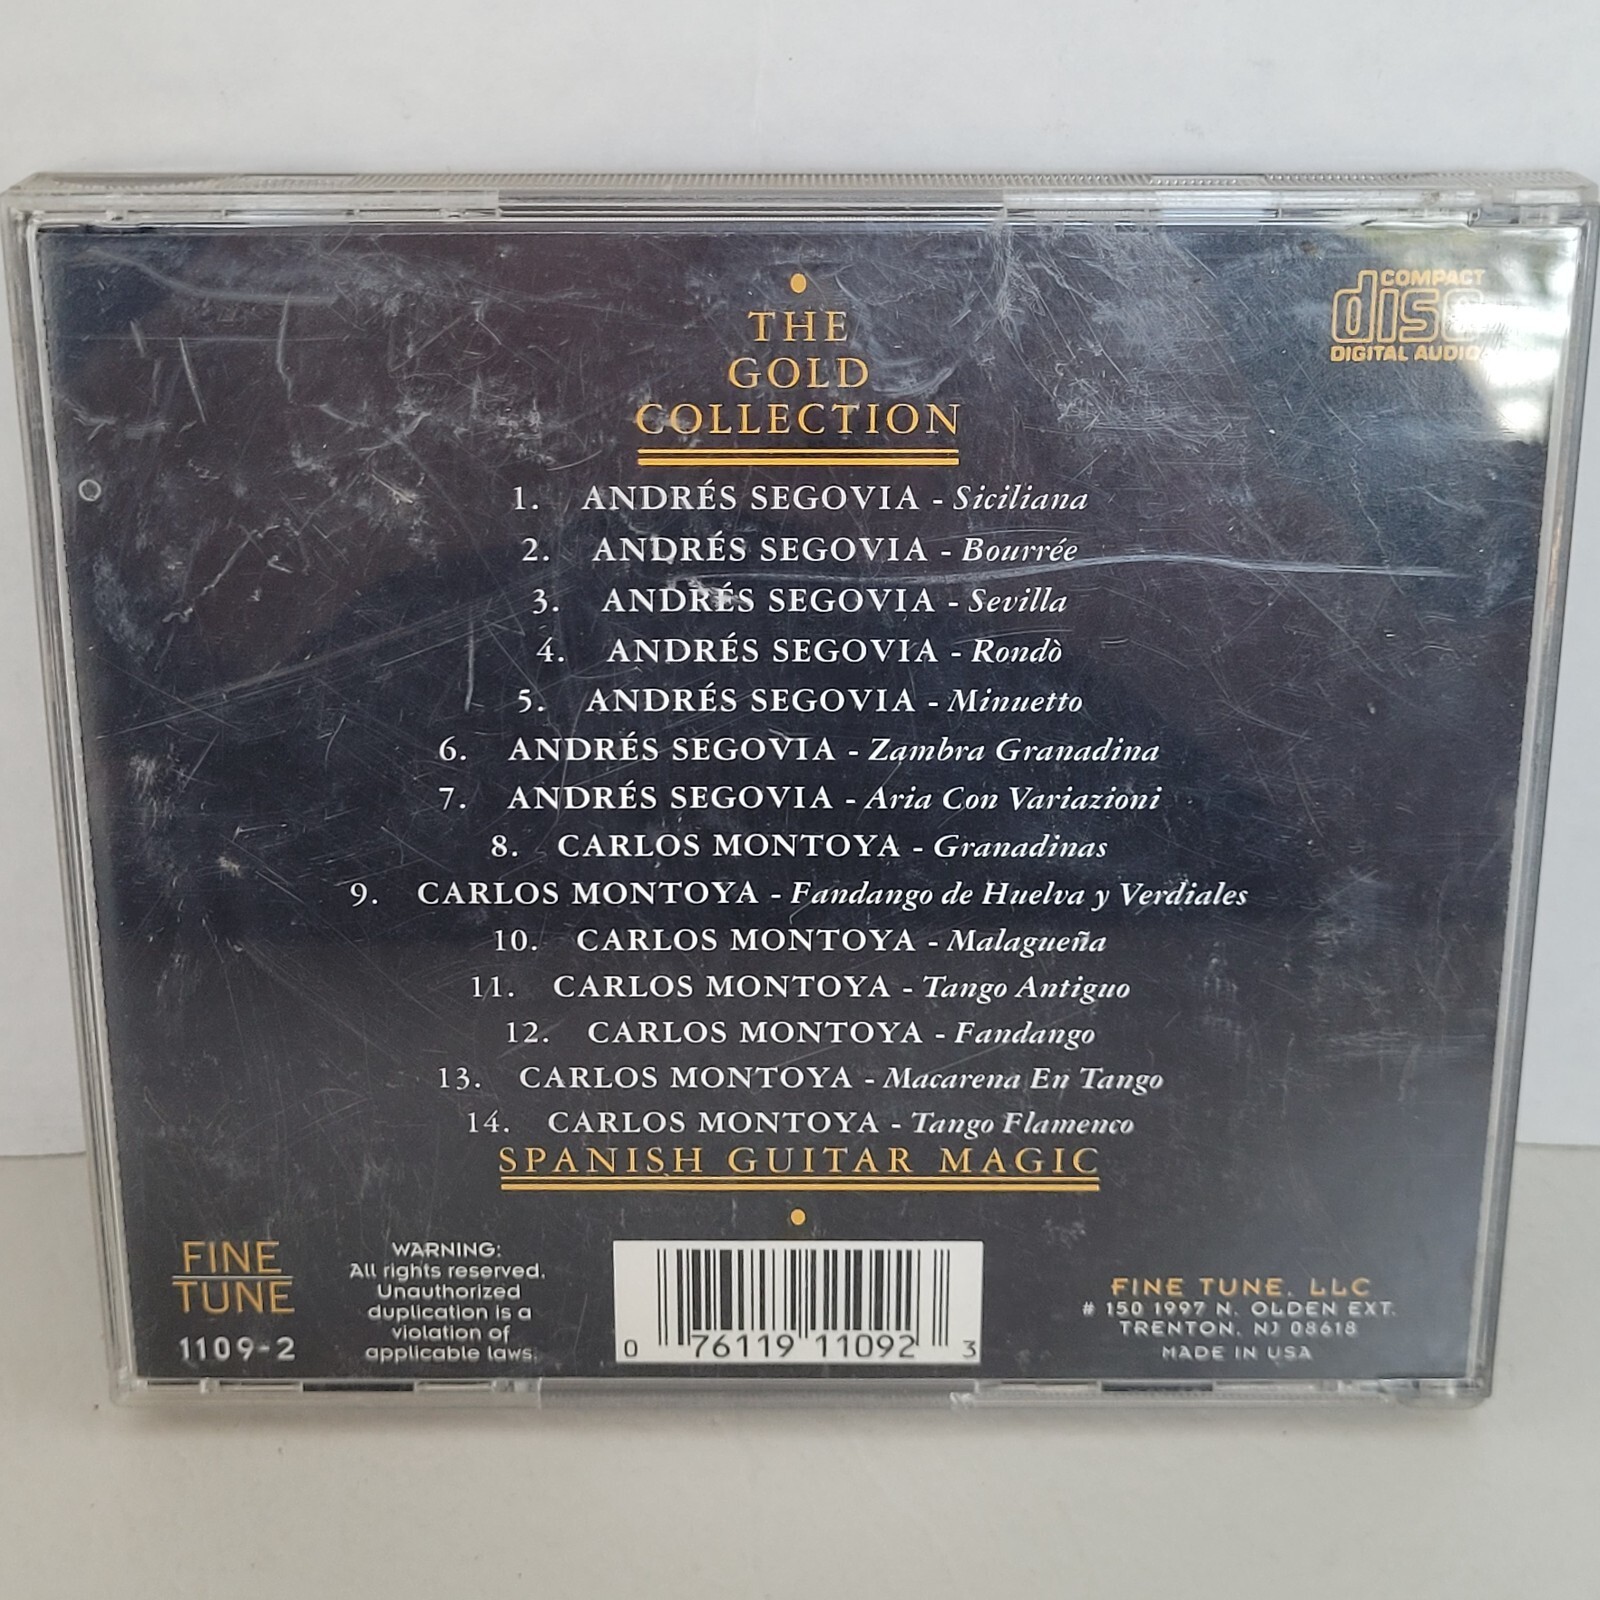 THE
GOLD
COLLECTION
COMPACT
disc
DIGITAL AUDIO
1. ANDRÉS SEGOVIA - Siciliana
2. ANDRÉS SEGOVIA - Bourrée
3. ANDRÉS SEGOVIA - Sevilla
4. ANDRÉS SEGOVIA - Rondò
5. ANDRÉS SEGOVIA - Minuetto
6. ANDRÉS SEGOVIA - Zambra Granadina
7. ANDRÉS SEGOVIA - Aria Con Variazioni
8. CARLOS MONTOYA - Granadinas
9. CARLOS MONTOYA - Fandango de Huelva y Verdiales
10. CARLOS MONTOYA - Malagueña
11. CARLOS MONTOYA - Tango Antiguo
12. CARLOS MONTOYA - Fandango
13. CARLOS MONTOYA - Macarena En Tango
14. CARLOS MONTOYA - Tango Flamenco
SPANISH GUITAR MAGIC
FINE
TUNE
1109-2
WARNING:
All rights reserved.
Unauthorized
duplication is a
violation of
applicable laws.
0 76119 11092 3
FINE TUNE, LLC
# 150 1997 N. OLDEN EXT.
TRENTON, NJ 08618
MADE IN USA